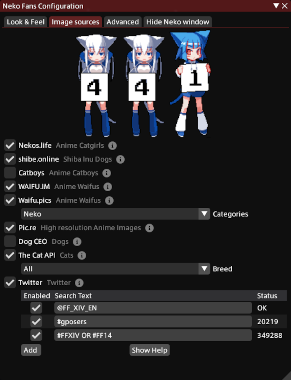 Neko Fans Configuration
Look & Feel Image sources Advanced Hide Neko window
4 4 1
Nekos.life Anime Catgirls
shibe.online Shiba Inu Dogs
Catboys Anime Catboys
WAIFU.IM Anime Waifus
Waifu.pics Anime Waifus
Neko Categories
Pic.re High resolution Anime Images
Dog CEO Dogs
The Cat API Cats
All Breed
Twitter Twitter
Enabled Search Text Status
@FF_XIV_EN OK
#gposers 20219
#FFXIV OR #FF14 349288
Add Show Help